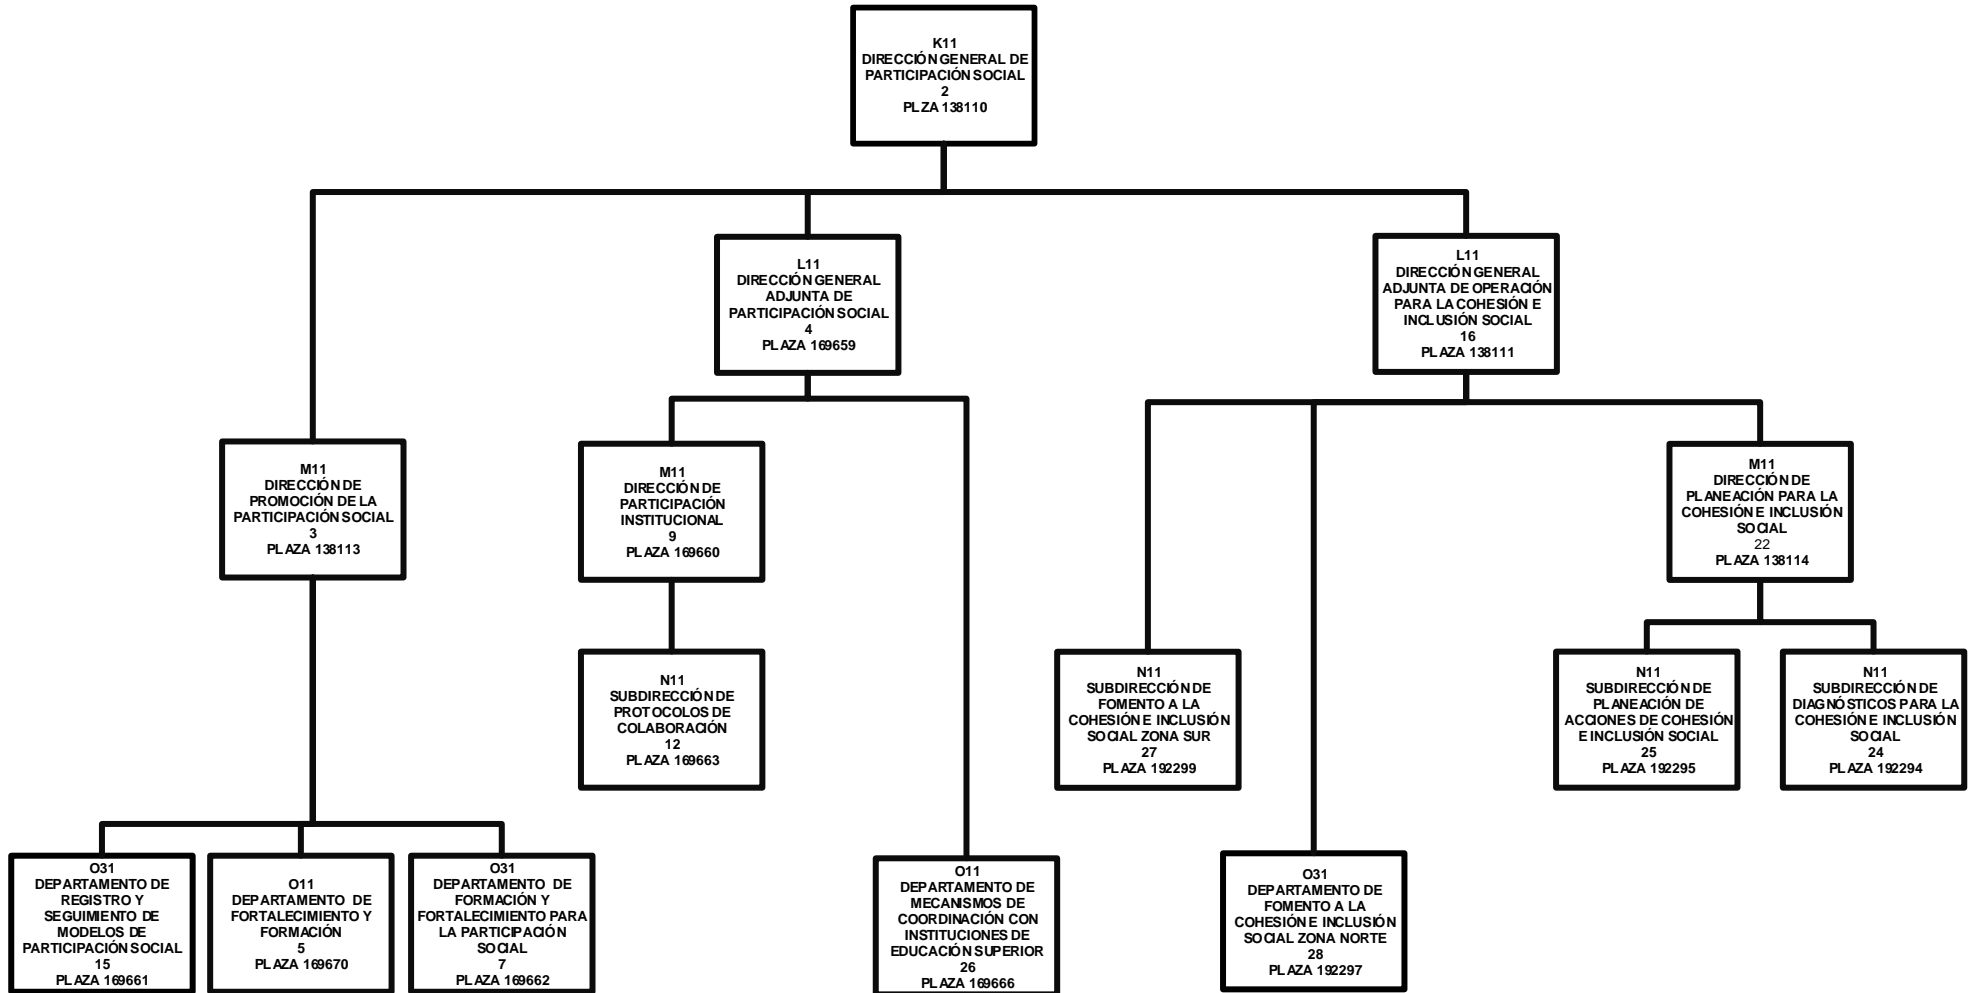 K11
DIRECCIÓN GENERAL DE
PARTICIPACIÓN SOCIAL
2
PLZA 138110
L11
DIRECCIÓN GENERAL
ADJUNTA DE
PARTICIPACIÓN SOCIAL
4
PLAZA 169659
L11
DIRECCIÓN GENERAL
ADJUNTA DE OPERACIÓN
PARA LA COHESIÓN E
INCLUSIÓN SOCIAL
16
PLAZA 138111
M11
DIRECCIÓN DE
PROMOCIÓN DE LA
PARTICIPACIÓN SOCIAL
3
PLAZA 138113
M11
DIRECCIÓN DE
PARTICIPACIÓN
INSTITUCIONAL
9
PLAZA 169660
M11
DIRECCIÓN DE
PLANEACIÓN PARA LA
COHESIÓN E INCLUSIÓN
SOCIAL
22
PLAZA 138114
N11
SUBDIRECCIÓN DE
PROTOCOLOS DE
COLABORACIÓN
12
PLAZA 169663
N11
SUBDIRECCIÓN DE
FOMENTO A LA
COHESIÓN E INCLUSIÓN
SOCIAL ZONA SUR
27
PLAZA 192299
N11
SUBDIRECCIÓN DE
PLANEACIÓN DE
ACCIONES DE COHESIÓN
E INCLUSIÓN SOCIAL
25
PLAZA 192295
N11
SUBDIRECCIÓN DE
DIAGNÓSTICOS PARA LA
COHESIÓN E INCLUSIÓN
SOCIAL
24
PLAZA 192294
O31
DEPARTAMENTO DE
REGISTRO Y
SEGUIMIENTO DE
MODELOS DE
PARTICIPACIÓN SOCIAL
15
PLAZA 169661
O11
DEPARTAMENTO DE
FORTALECIMIENTO Y
FORMACIÓN
5
PLAZA 169670
O31
DEPARTAMENTO DE
FORMACIÓN Y
FORTALECIMIENTO PARA
LA PARTICIPACIÓN
SOCIAL
7
PLAZA 169662
O11
DEPARTAMENTO DE
MECANISMOS DE
COORDINACIÓN CON
INSTITUCIONES DE
EDUCACIÓN SUPERIOR
26
PLAZA 169666
O31
DEPARTAMENTO DE
FOMENTO A LA
COHESIÓN E INCLUSIÓN
SOCIAL ZONA NORTE
28
PLAZA 192297